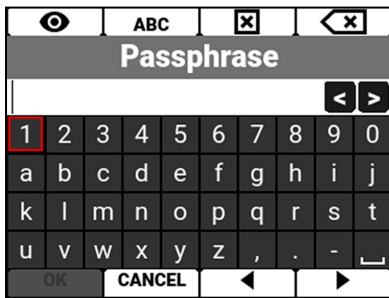 ABC
Passphrase
< >
1 2 3 4 5 6 7 8 9 0
a b c d e f g h i j
k l m n o p q r s t
u v w x y z , . -
OK CANCEL